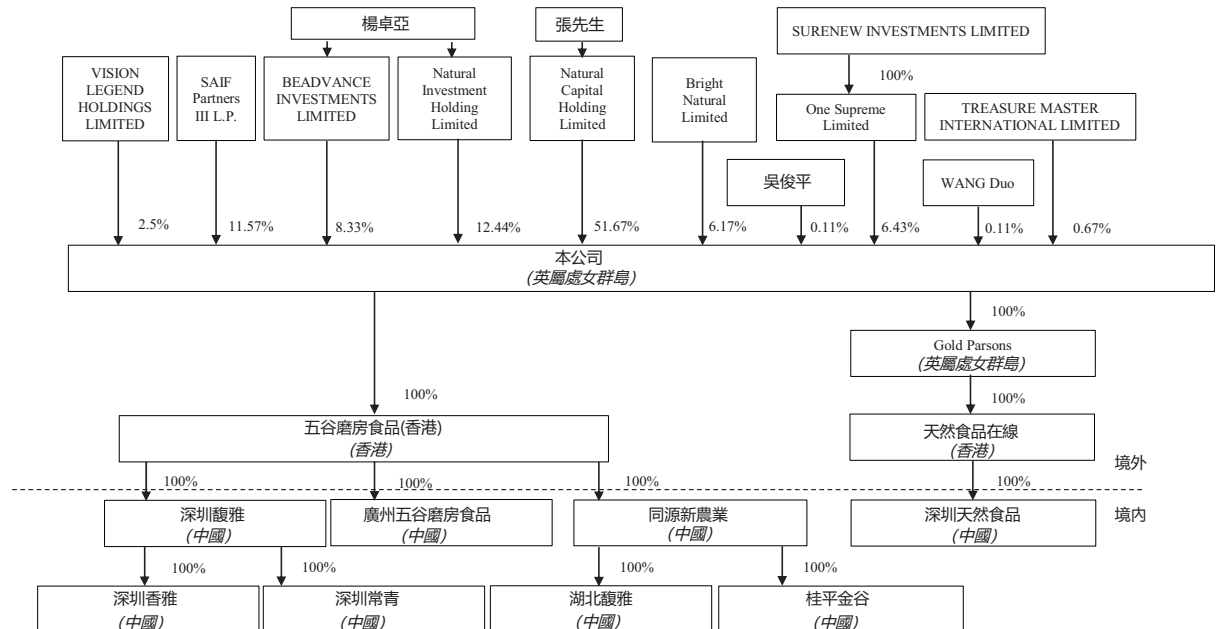 楊卓亞
張先生
SURENEW INVESTMENTS LIMITED
100%
VISION
LEGEND
HOLDINGS
LIMITED
SAIF
Partners
III L.P.
BEADVANCE
INVESTMENTS
LIMITED
Natural
Investment
Holding
Limited
Natural
Capital
Holding
Limited
Bright
Natural
Limited
One Supreme
Limited
TREASURE MASTER
INTERNATIONAL LIMITED
吳俊平
WANG Duo
2.5%
11.57%
8.33%
12.44%
51.67%
6.17%
0.11%
6.43%
0.11%
0.67%
本公司
(英屬處女群島)
100%
Gold Parsons
(英屬處女群島)
100%
100%
五谷磨房食品(香港)
(香港)
天然食品在線
(香港)
境外
100%
100%
100%
100%
深圳馥雅
(中國)
廣州五谷磨房食品
(中國)
同源新農業
(中國)
深圳天然食品
(中國)
境内
100%
100%
100%
100%
深圳香雅
(中國)
深圳常青
(中國)
湖北馥雅
(中國)
桂平金谷
(中國)